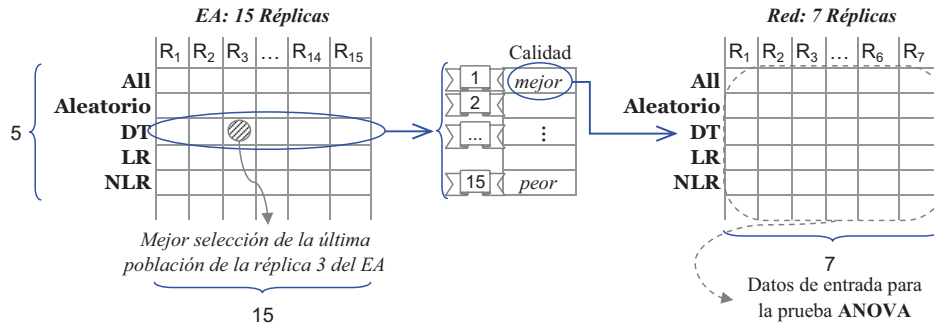 EA: 15 Réplicas
R1 R2 R3 ... R14 R15
5
All
Aleatorio
DT
LR
NLR
Mejor selección de la última
población de la réplica 3 del EA
15
Calidad
1 mejor
2
... ⋮
15 peor
Red: 7 Réplicas
R1 R2 R3 ... R6 R7
All
Aleatorio
DT
LR
NLR
7
Datos de entrada para
la prueba ANOVA